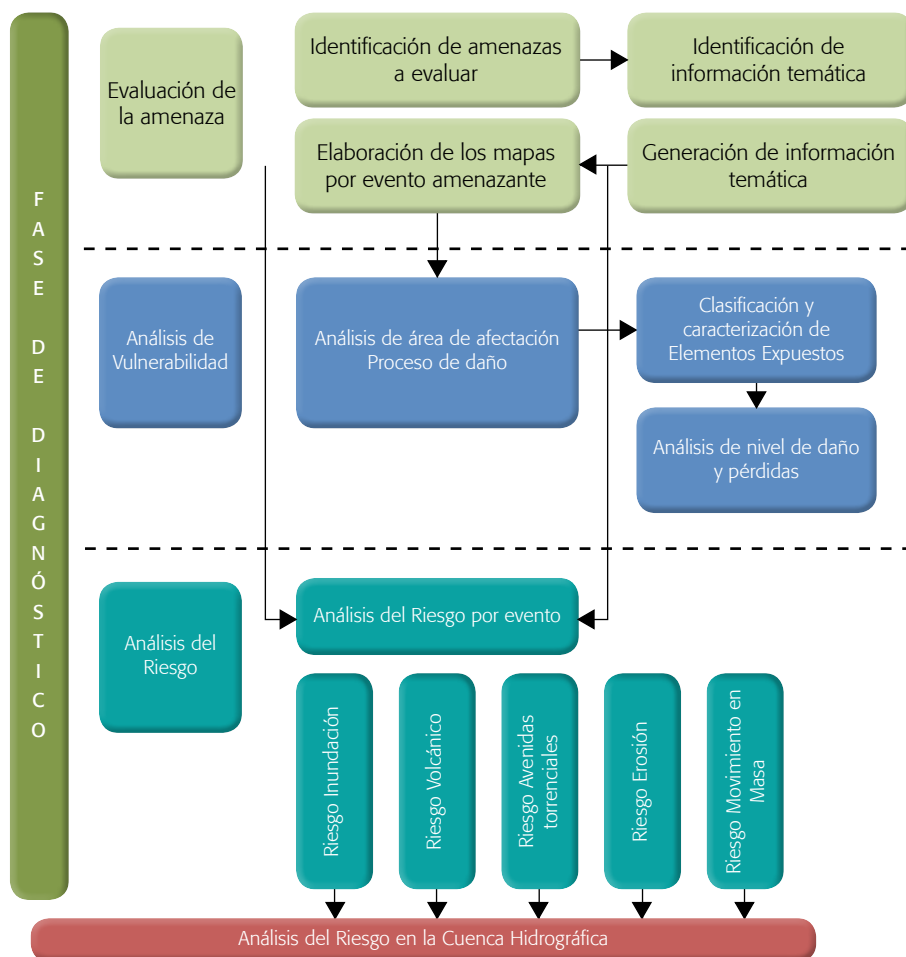 FASE DE DIAGNÓSTICO
Evaluación de
la amenaza
Identificación de amenazas
a evaluar
Identificación de
información temática
Elaboración de los mapas
por evento amenazante
Generación de información
temática
Análisis de
Vulnerabilidad
Análisis de área de afectación
Proceso de daño
Clasificación y
caracterización de
Elementos Expuestos
Análisis de nivel de daño
y pérdidas
Análisis del
Riesgo
Análisis del Riesgo por evento
Riesgo Inundación
Riesgo Volcánico
Riesgo Avenidas
torrenciales
Riesgo Erosión
Riesgo Movimiento en
Masa
Análisis del Riesgo en la Cuenca Hidrográfica